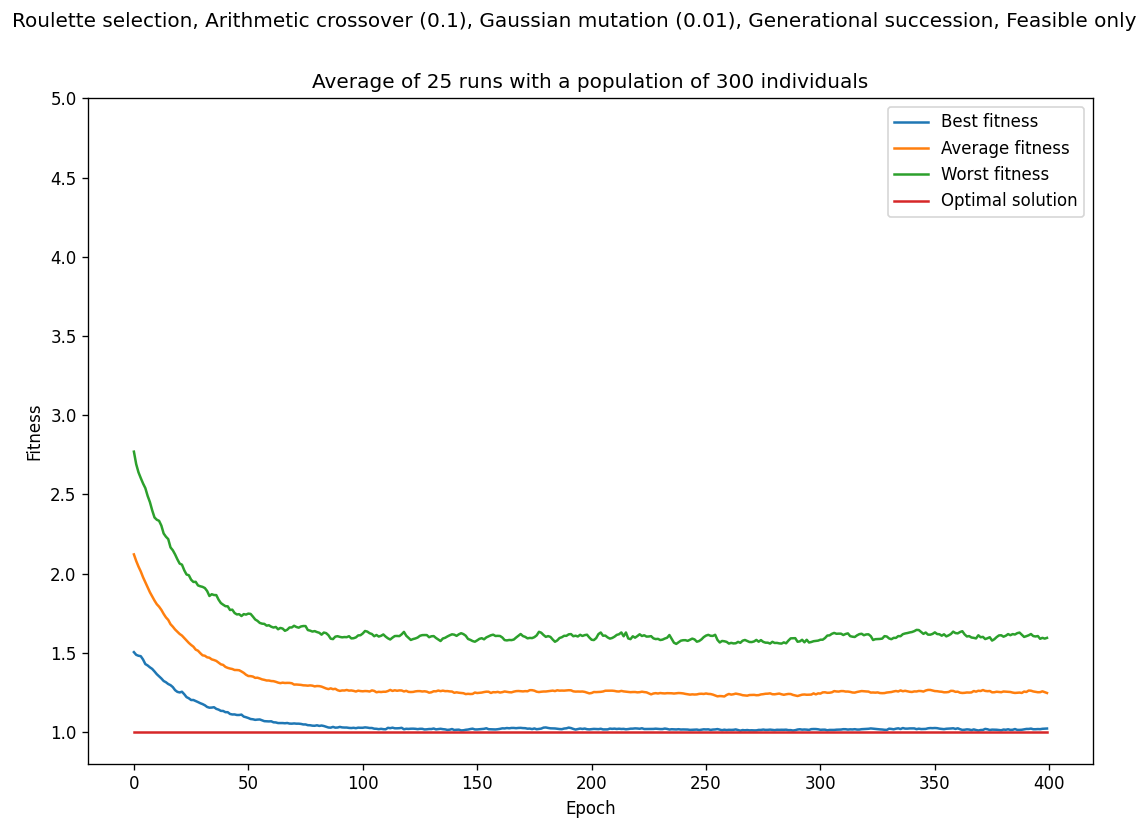 Roulette selection, Arithmetic crossover (0.1), Gaussian mutation (0.01), Generational succession, Feasible only
Average of 25 runs with a population of 300 individuals
Best fitness
Average fitness
Worst fitness
Optimal solution
Fitness
5.0
4.5
4.0
3.5
3.0
2.5
2.0
1.5
1.0
0 50 100 150 200 250 300 350 400
Epoch